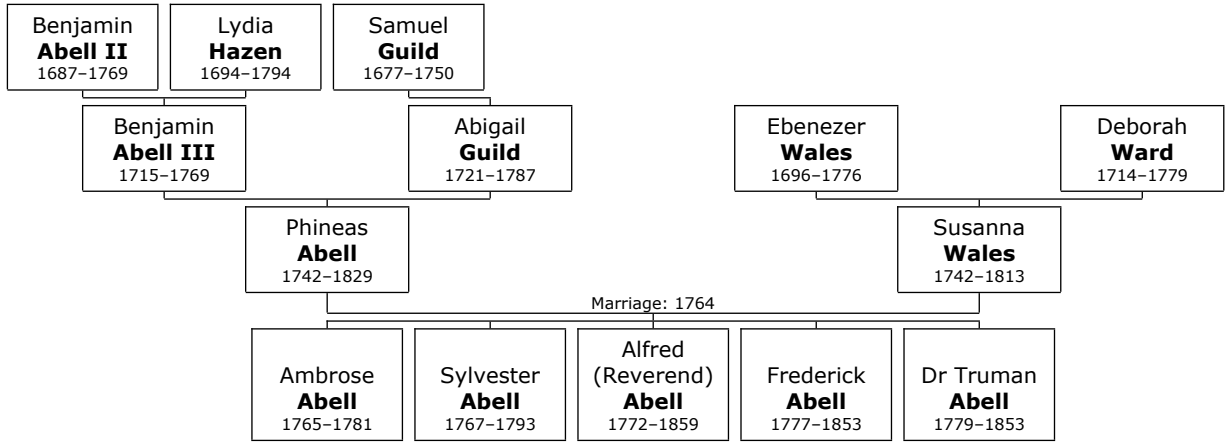 Benjamin
Abell II
1687–1769
Lydia
Hazen
1694–1794
Samuel
Guild
1677–1750
Benjamin
Abell III
1715–1769
Abigail
Guild
1721–1787
Ebenezer
Wales
1696–1776
Deborah
Ward
1714–1779
Phineas
Abell
1742–1829
Susanna
Wales
1742–1813
Marriage: 1764
Ambrose
Abell
1765–1781
Sylvester
Abell
1767–1793
Alfred
(Reverend)
Abell
1772–1859
Frederick
Abell
1777–1853
Dr Truman
Abell
1779–1853